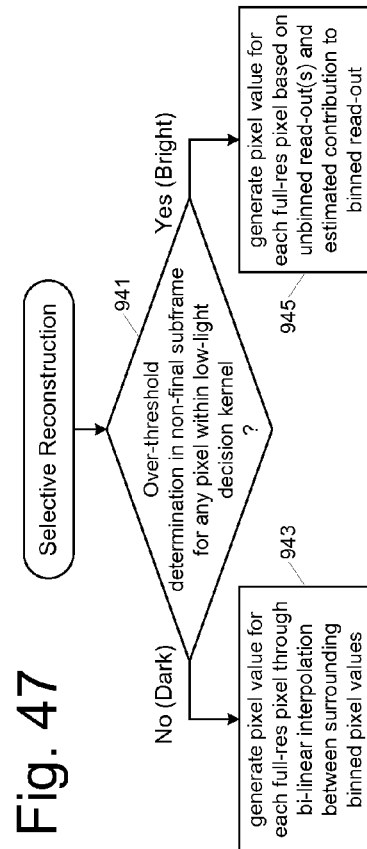 Fig. 47
Selective Reconstruction
941
Over-threshold
determination in non-final subframe
for any pixel within low-light
decision kernel
?
No (Dark)
Yes (Bright)
943
generate pixel value for
each full-res pixel through
bi-linear interpolation
between surrounding
binned pixel values
945
generate pixel value for
each full-res pixel based on
unbinned read-out(s) and
estimated contribution to
binned read-out